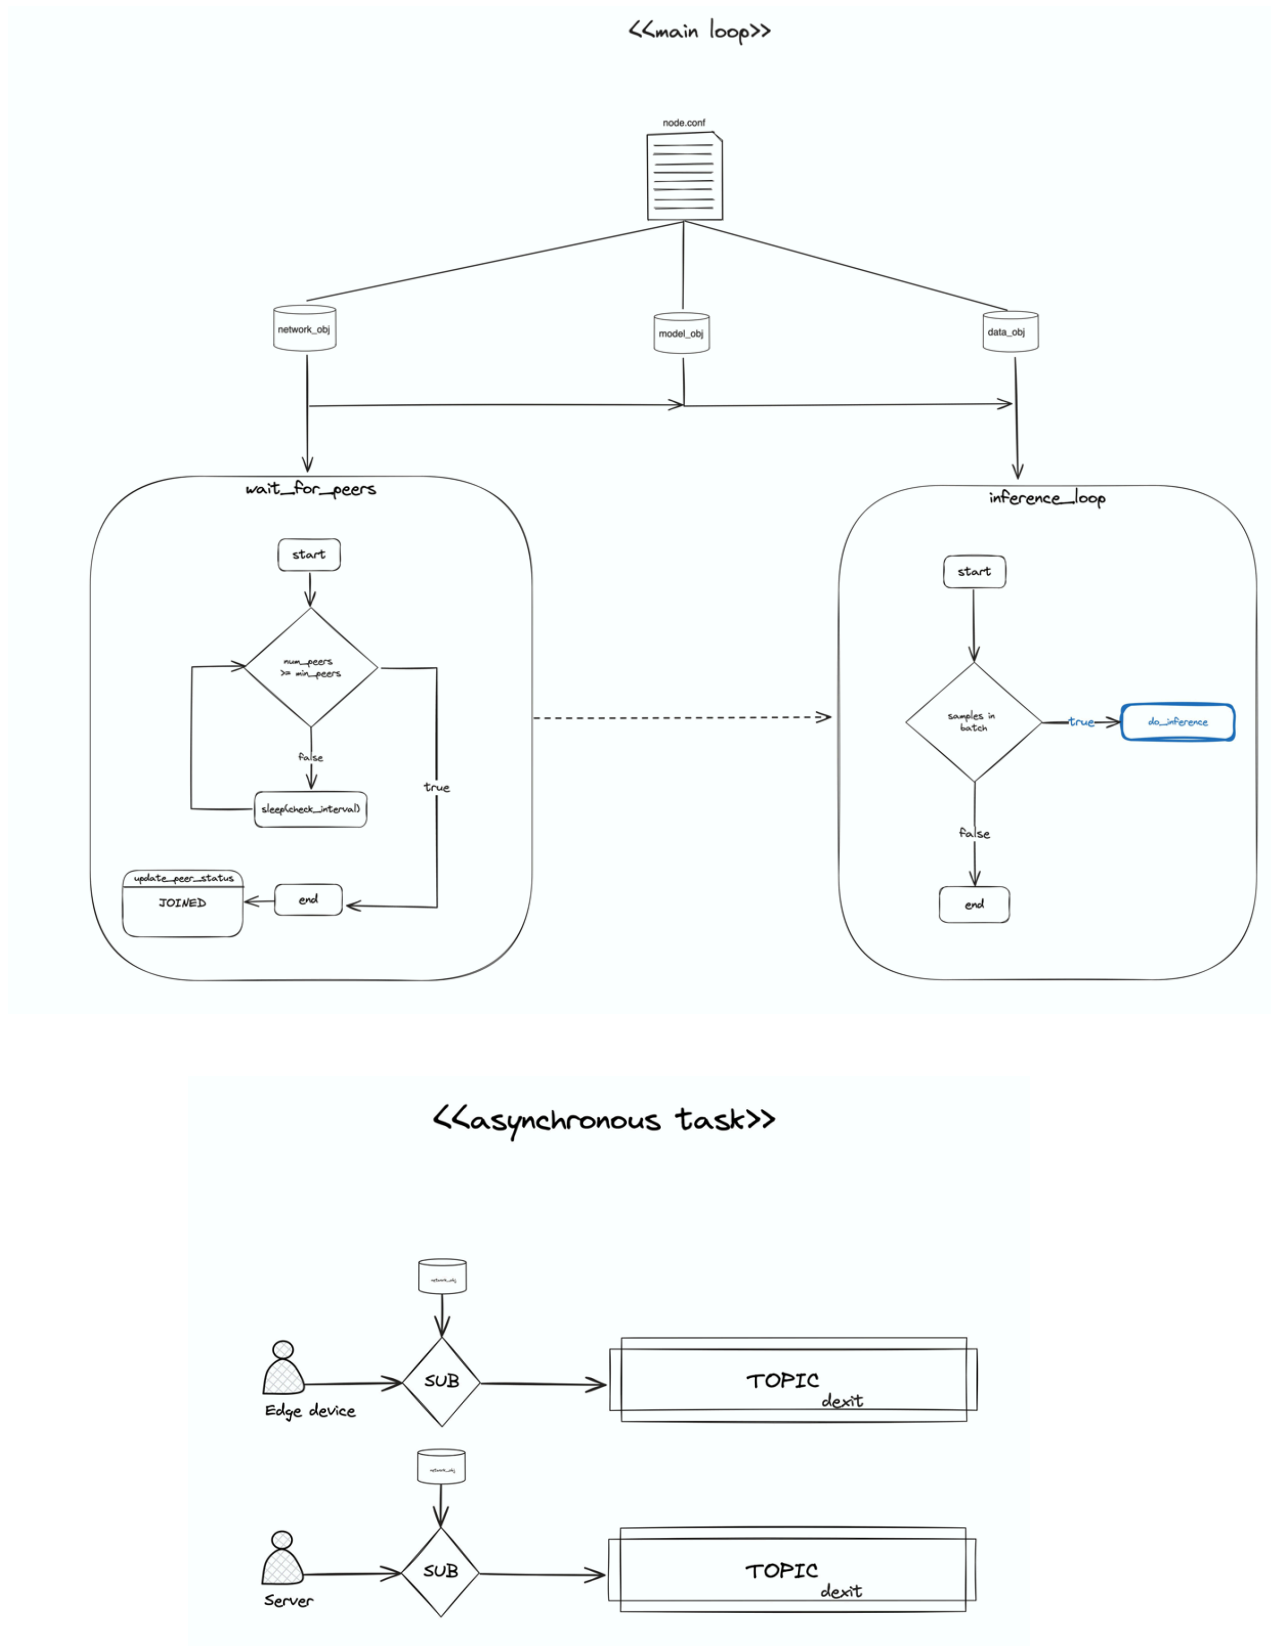 <<main loop>>
node.conf
network_obj
model_obj
data_obj
wait_for_peers
start
num_peers
>= min_peers
false
sleep(check_interval)
true
update_peer_status
JOINED
end
inference_loop
start
samples in
batch
true
do_inference
false
end
<<asynchronous task>>
network_obj
SUB
TOPIC
dexit
Edge device
network_obj
SUB
TOPIC
dexit
Server